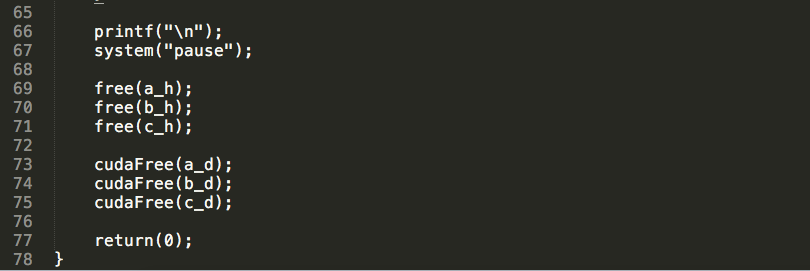 65
66 printf("\n");
67 system("pause");
68
69 free(a_h);
70 free(b_h);
71 free(c_h);
72
73 cudaFree(a_d);
74 cudaFree(b_d);
75 cudaFree(c_d);
76
77 return(0);
78 }